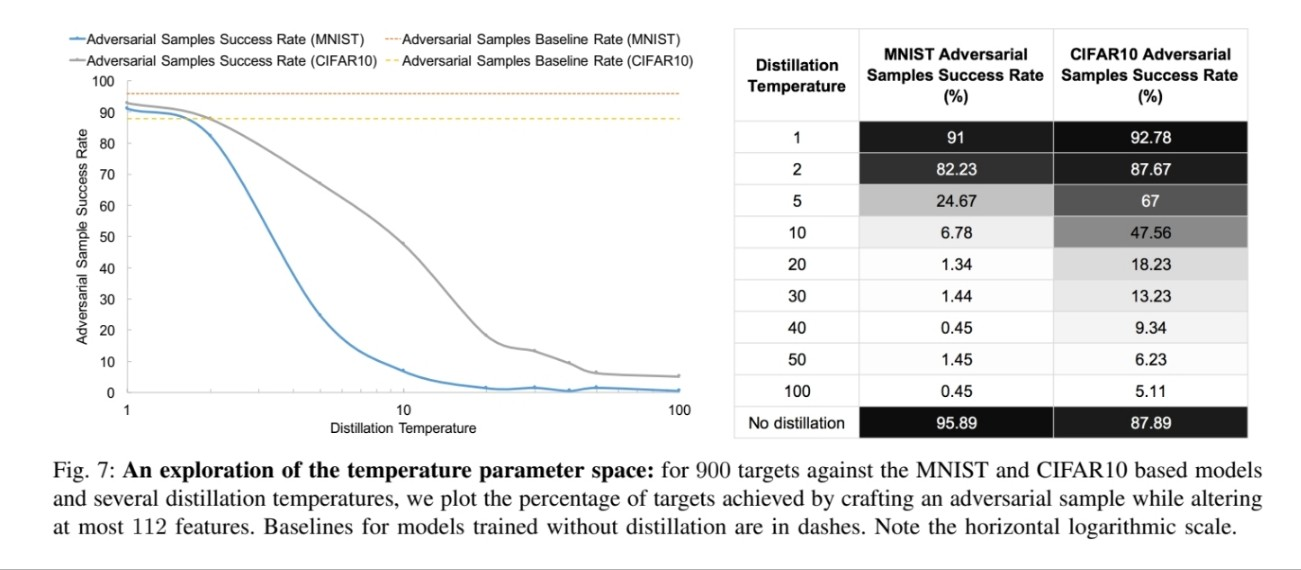 Adversarial Samples Success Rate (MNIST) Adversarial Samples Baseline Rate (MNIST)
Adversarial Samples Success Rate (CIFAR10) Adversarial Samples Baseline Rate (CIFAR10)
100
90
80
70
60
50
40
30
20
10
0
Adversarial Sample Success Rate
1 10 100
Distillation Temperature
Distillation Temperature MNIST Adversarial Samples Success Rate (%) CIFAR10 Adversarial Samples Success Rate (%)
1 91 92.78
2 82.23 87.67
5 24.67 67
10 6.78 47.56
20 1.34 18.23
30 1.44 13.23
40 0.45 9.34
50 1.45 6.23
100 0.45 5.11
No distillation 95.89 87.89
Fig. 7: An exploration of the temperature parameter space: for 900 targets against the MNIST and CIFAR10 based models
and several distillation temperatures, we plot the percentage of targets achieved by crafting an adversarial sample while altering
at most 112 features. Baselines for models trained without distillation are in dashes. Note the horizontal logarithmic scale.